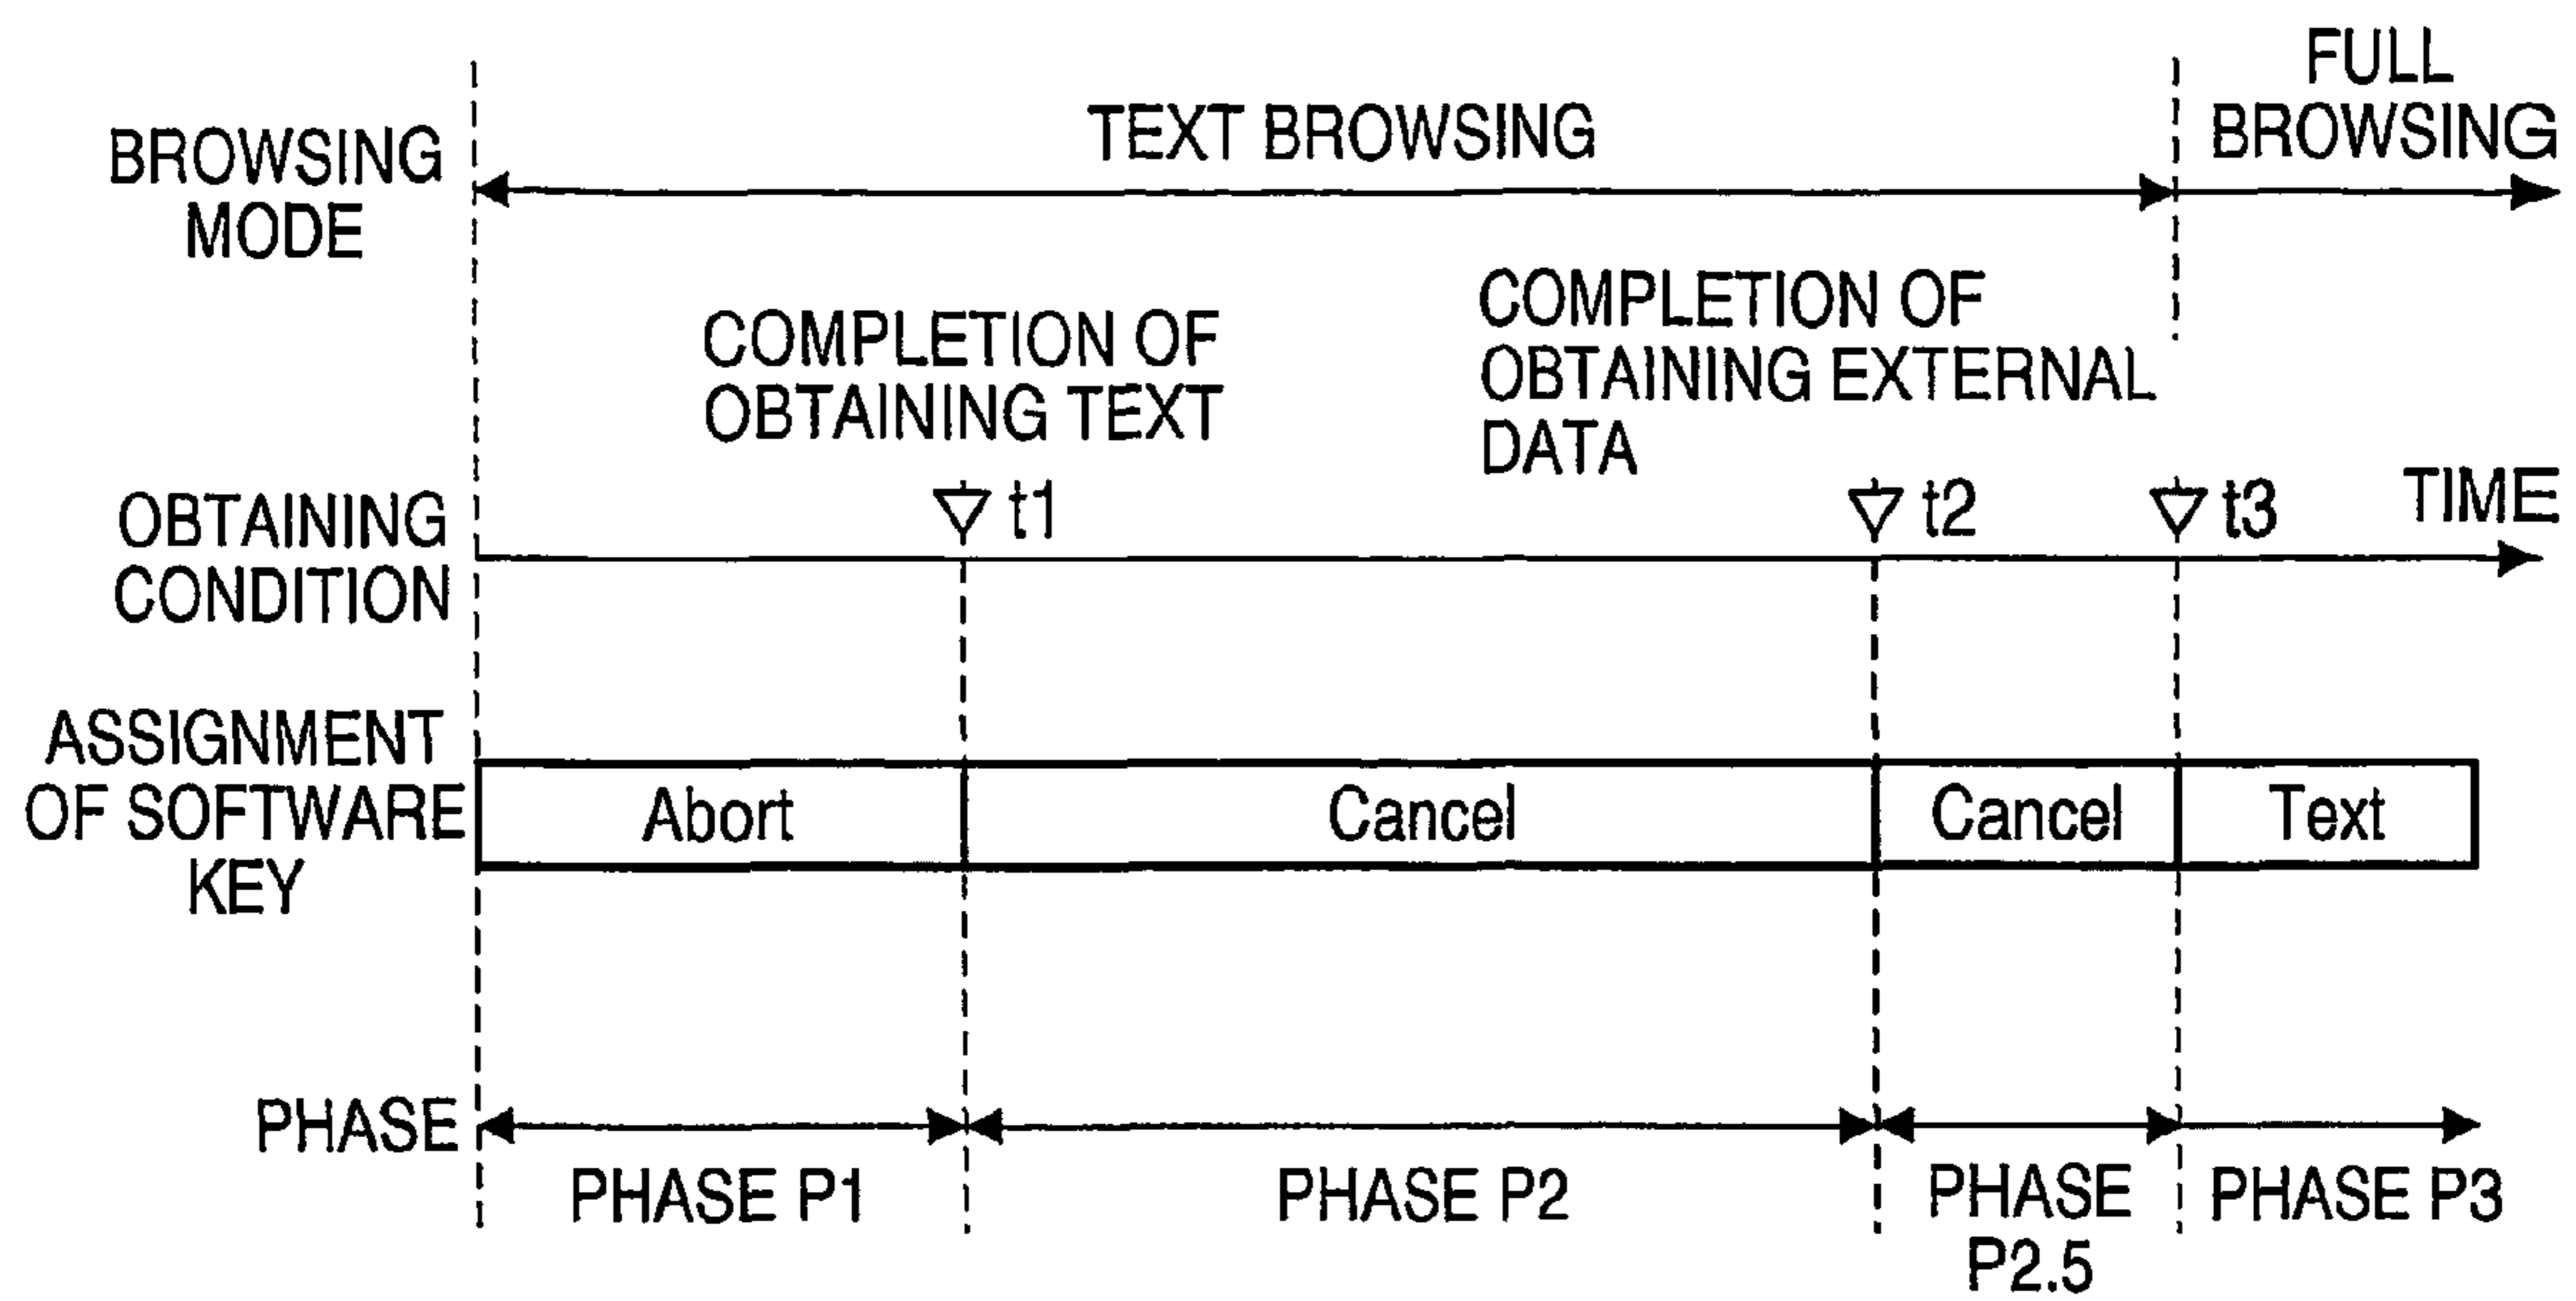 FULL
BROWSING
TEXT BROWSING
BROWSING
MODE
COMPLETION OF
OBTAINING TEXT
COMPLETION OF
OBTAINING EXTERNAL
DATA
OBTAINING
CONDITION
t1
t2
t3
TIME
ASSIGNMENT
OF SOFTWARE
KEY
Abort
Cancel
Cancel
Text
PHASE
PHASE P1
PHASE P2
PHASE
P2.5
PHASE P3